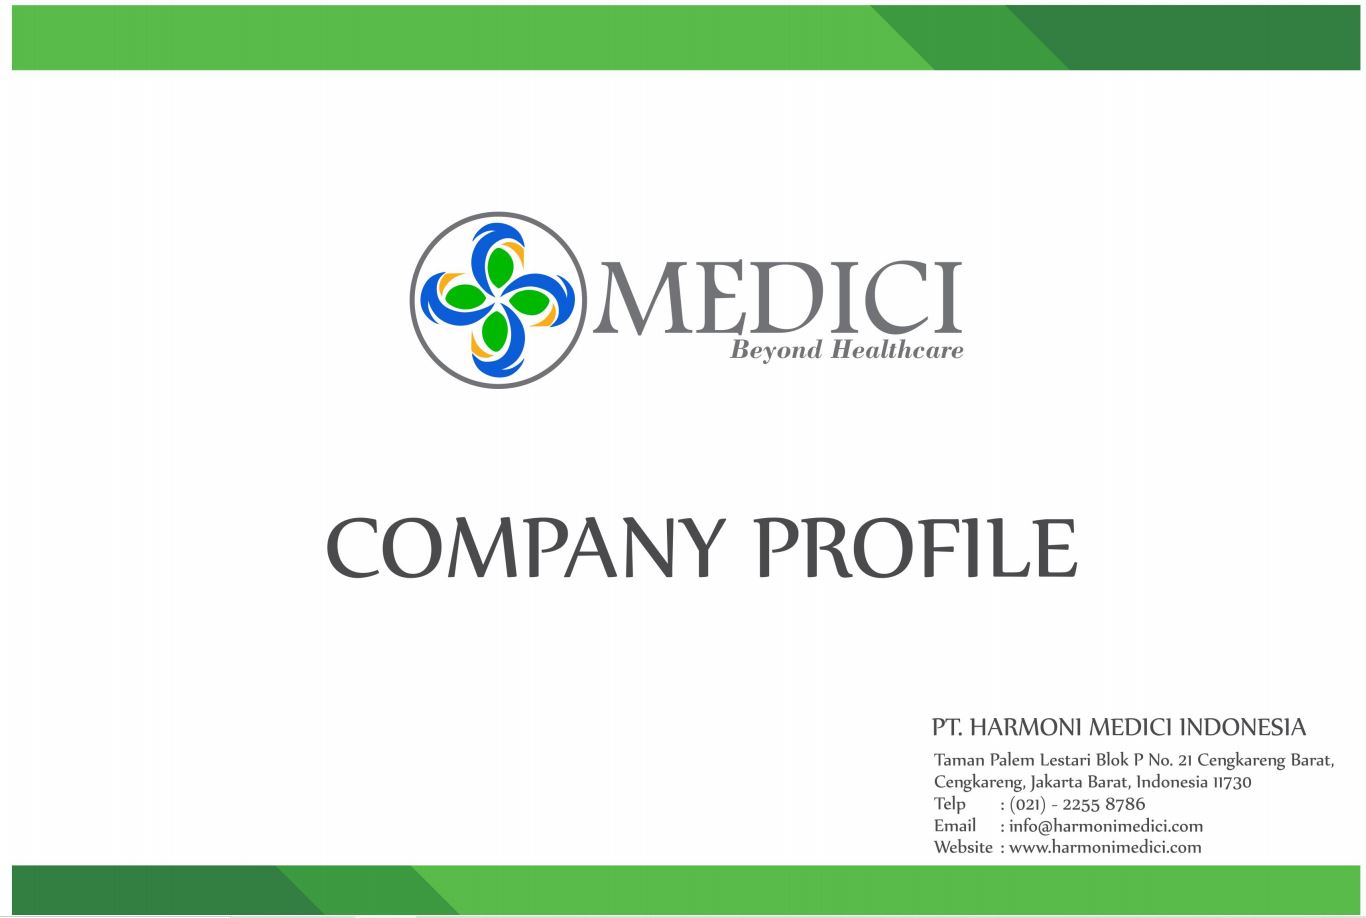 MEDICI
Beyond Healthcare
COMPANY PROFILE
PT. HARMONI MEDICI INDONESIA
Taman Palem Lestari Blok P No. 21 Cengkareng Barat,
Cengkareng, Jakarta Barat, Indonesia 11730
Telp : (021) - 2255 8786
Email : info@harmonimedici.com
Website : www.harmonimedici.com